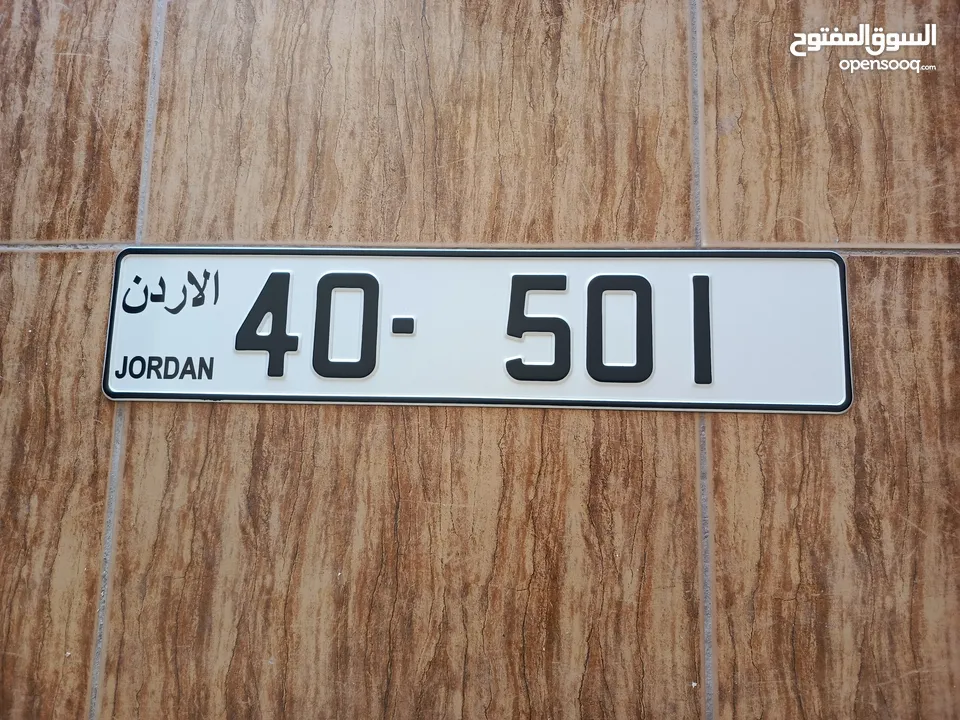 السوق المفتوح
opensooq.com
الاردن
JORDAN
40- 501